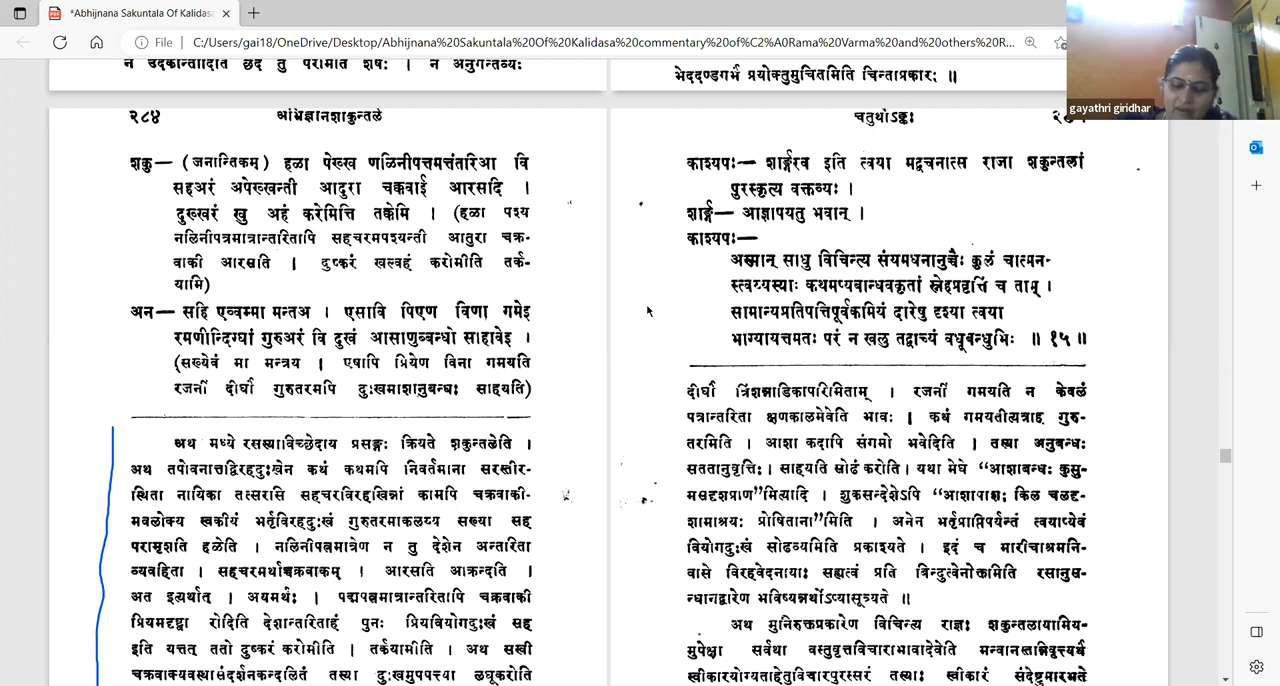 *Abhijnana Sakuntala Of Kalidasa
File
C:/Users/gai18/OneDrive/Desktop/Abhijnana%20Sakuntala%20Of%20Kalidasa%20commentary%20of%C2%A0Rama%20Varma%20and%20others%20R...
gayathri giridhar
न उदकान्तादिति छेदे तु परमिति शेषः । न अनुगन्तव्यः
२८४ अभिज्ञानशाकुन्तले
शकु— (जनान्तिकम्) हळा पेख्ख णळिनीपत्तमत्तंतरिआ वि
सहअरं अपेख्खन्ती आदुरा चक्कवाई आरसदि ।
दुख्खरं खु अहं करेमित्ति तक्केमि । (हळा पश्य
नलिनीपत्रमात्रान्तरितापि सहचरमपश्यन्ती आतुरा चक्र-
वाकी आरसति । दुष्करं खल्वहं करोमीति तर्क-
यामि)
अन— सहि एव्वम्मा मन्तअ । एसावि पिएण विणा गमेइ
रमणीन्दिग्घां गुरुअरं वि दुखं आसाणुब्बन्धो साहावेइ ।
(सख्येवं मा मन्त्रय । एषापि प्रियेण विना गमयति
रजनीं दीर्घां गुरुतरमपि दुःखमाशानुबन्धः साहयति)
अथ मध्ये रसस्याविच्छेदाय प्रसङ्गः क्रियते शकुन्तलेति ।
अथ तपोवनात्तद्विरहदुःखेन कथं कथमपि निवर्तमाना सरस्तीर-
स्थिता नायिका तत्सरसि सहचरविरहखिन्नां कामपि चक्रवाकी-
मवलोक्य स्वकीयं भर्तृविरहदुःखं गुरुतरमाकलय्य सख्या सह
परामृशति हळेति । नलिनीपत्रमात्रेण न तु देशेन अन्तरिता
व्यवहिता । सहचरमर्थाच्चक्रवाकम् । आरसति आक्रन्दति ।
अत इत्यर्थात् । अयमर्थः । पद्मपत्रमात्रान्तरितापि चक्रवाकी
प्रियमदृष्ट्वा रोदिति देशान्तरिताहं पुनः प्रियवियोगदुःखं सह
इति यत्तत् ततो दुष्करं करोमीति । तर्कयामीति । अथ सखी
चक्रवाक्यवस्थासंदर्शनकन्दलितं तस्या दुःखमुपपत्त्या लघूकरोति
भेददण्डगर्भं प्रयोक्तुमुचितमिति चिन्ताप्रकारः ॥
चतुर्थोऽङ्कः
काश्यपः— शार्ङ्गरव इति त्वया मद्वचनात्स राजा शकुन्तलां
पुरस्कृत्य वक्तव्यः ।
शार्ङ्ग— आज्ञापयतु भवान् ।
काश्यपः—
अस्मान् साधु विचिन्त्य संयमधनानुच्चैः कुलं चात्मन-
स्त्वय्यस्याः कथमप्यबान्धवकृतां स्नेहप्रवृत्तिं च ताम् ।
सामान्यप्रतिपत्तिपूर्वकमियं दारेषु दृश्या त्वया
भाग्यायत्तमतः परं न खलु तद्वाच्यं वधूबन्धुभिः ॥ १५ ॥
दीर्घां त्रिंशन्नाडिकापरिमिताम् । रजनीं गमयति न केवलं
पत्रान्तरिता क्षणकालमेवेति भावः । कथं गमयतीत्यत्राह गुरु-
तरमिति । आशा कदापि संगमो भवेदिति । तस्या अनुबन्धः
सततानुवृत्तिः । साहयति सोढं करोति । यथा मेघे “आशाबन्धः कुसु-
मसदृशप्राण”मित्यादि । शुकसन्देशेऽपि “आशापाशः किल चलदृ-
शामाश्रयः प्रोषिताना”मिति । अनेन भर्तृप्राप्तिपर्यन्तं त्वयाप्येवं
वियोगदुःखं सोढव्यमिति प्रकाश्यते । इदं च मारीचाश्रमनि-
वासे विरहवेदनायाः सह्यत्वं प्रति बिन्दुत्वेनोक्तमिति रसानुस-
न्धानद्वारेण भविष्यन्नर्थोऽप्यासूत्र्यते ॥
अथ मुनिरुक्तप्रकारेण विचिन्त्य राज्ञः शकुन्तलायामिय-
मुपेक्षा सर्वथा वस्तुवृत्तविचाराभावादेवेति मन्वानस्तन्निवृत्त्यर्थं
स्वीकारयोग्यताहेतुविचारपुरस्सरं तस्याः स्वीकारं संदेष्टुमारभते